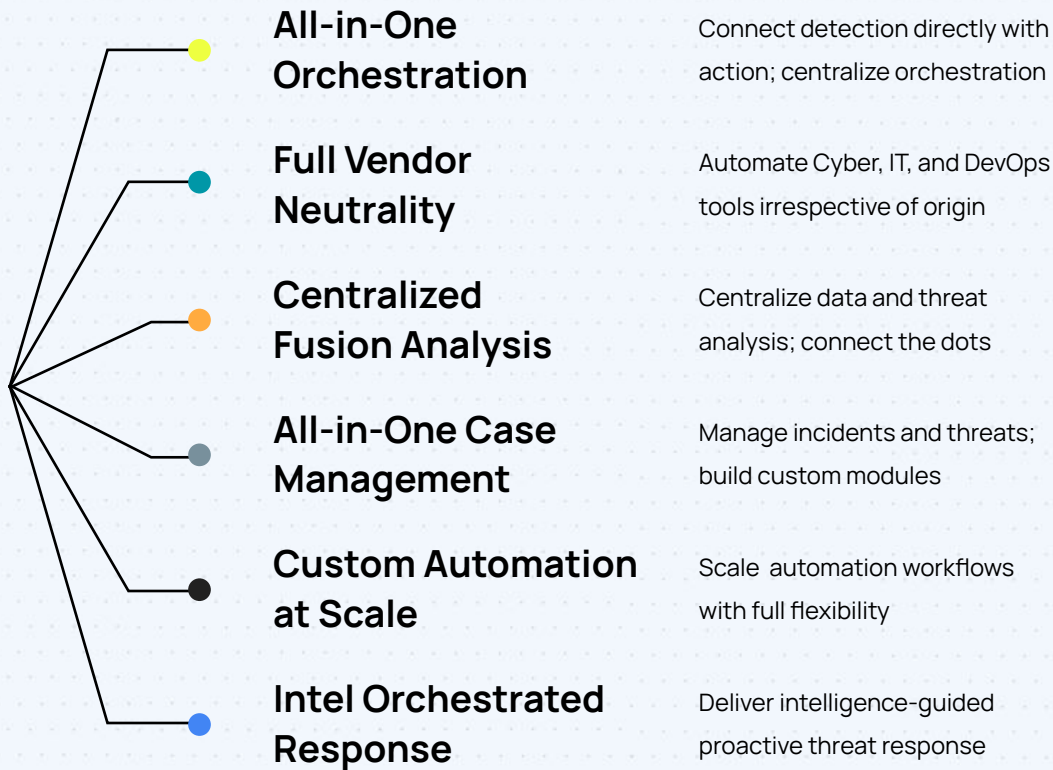 All-in-One
Orchestration
Connect detection directly with
action; centralize orchestration
Full Vendor
Neutrality
Automate Cyber, IT, and DevOps
tools irrespective of origin
Centralized
Fusion Analysis
Centralize data and threat
analysis; connect the dots
All-in-One Case
Management
Manage incidents and threats;
build custom modules
Custom Automation
at Scale
Scale automation workflows
with full flexibility
Intel Orchestrated
Response
Deliver intelligence-guided
proactive threat response